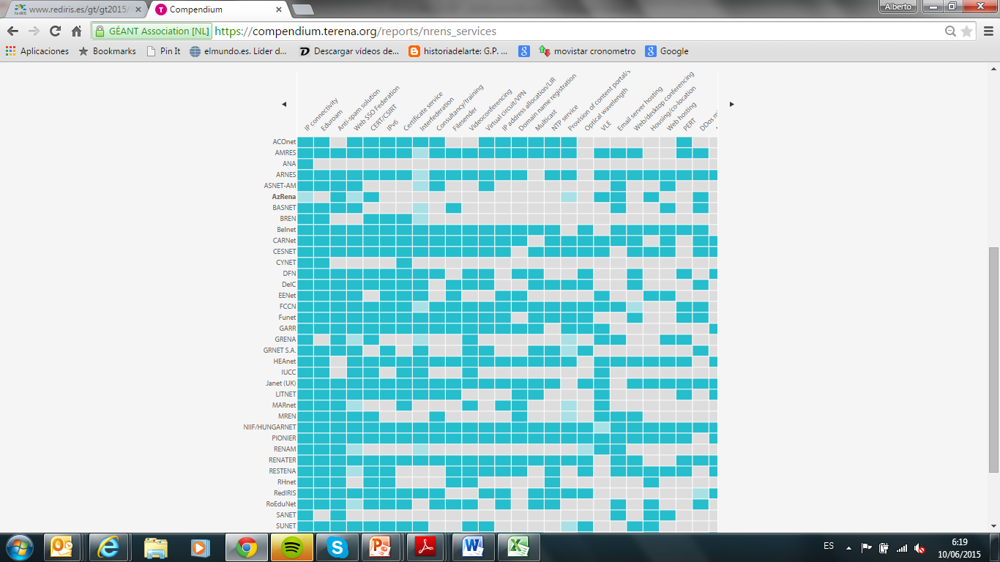 www.rediris.es/gt/gt2015/
Compendium
Alberto
GÉANT Association [NL]
https://compendium.terena.org/reports/nrens_services
Aplicaciones
Bookmarks
Pin It
elmundo.es. Líder d...
Descargar vídeos de...
historiadelarte: G.P. ...
movistar cronometro
Google
IP connectivity
Eduroam
Anti-spam solution
Web SSO Federation
CERT/CSIRT
IPv6
Certificate service
Interfederation
Consultancy/training
Filesender
Videoconferencing
Virtual circuit/VPN
IP address allocation/LIR
Domain name registration
Multicast
NTP service
Provision of content portal/s
Optical wavelength
VLE
Email server hosting
Web/desktop conferencing
Housing/co-location
Web hosting
PERT
DDos
ACOnet
AMRES
ANA
ARNES
ASNET-AM
AzRena
BASNET
BREN
Belnet
CARNet
CESNET
CYNET
DFN
DeIC
EENet
FCCN
Funet
GARR
GRENA
GRNET S.A.
HEAnet
IUCC
Janet (UK)
LITNET
MARnet
MREN
NIIF/HUNGARNET
PIONIER
RENAM
RENATER
RESTENA
RHnet
RedIRIS
RoEduNet
SANET
SUNET
ES
6:19
10/06/2015